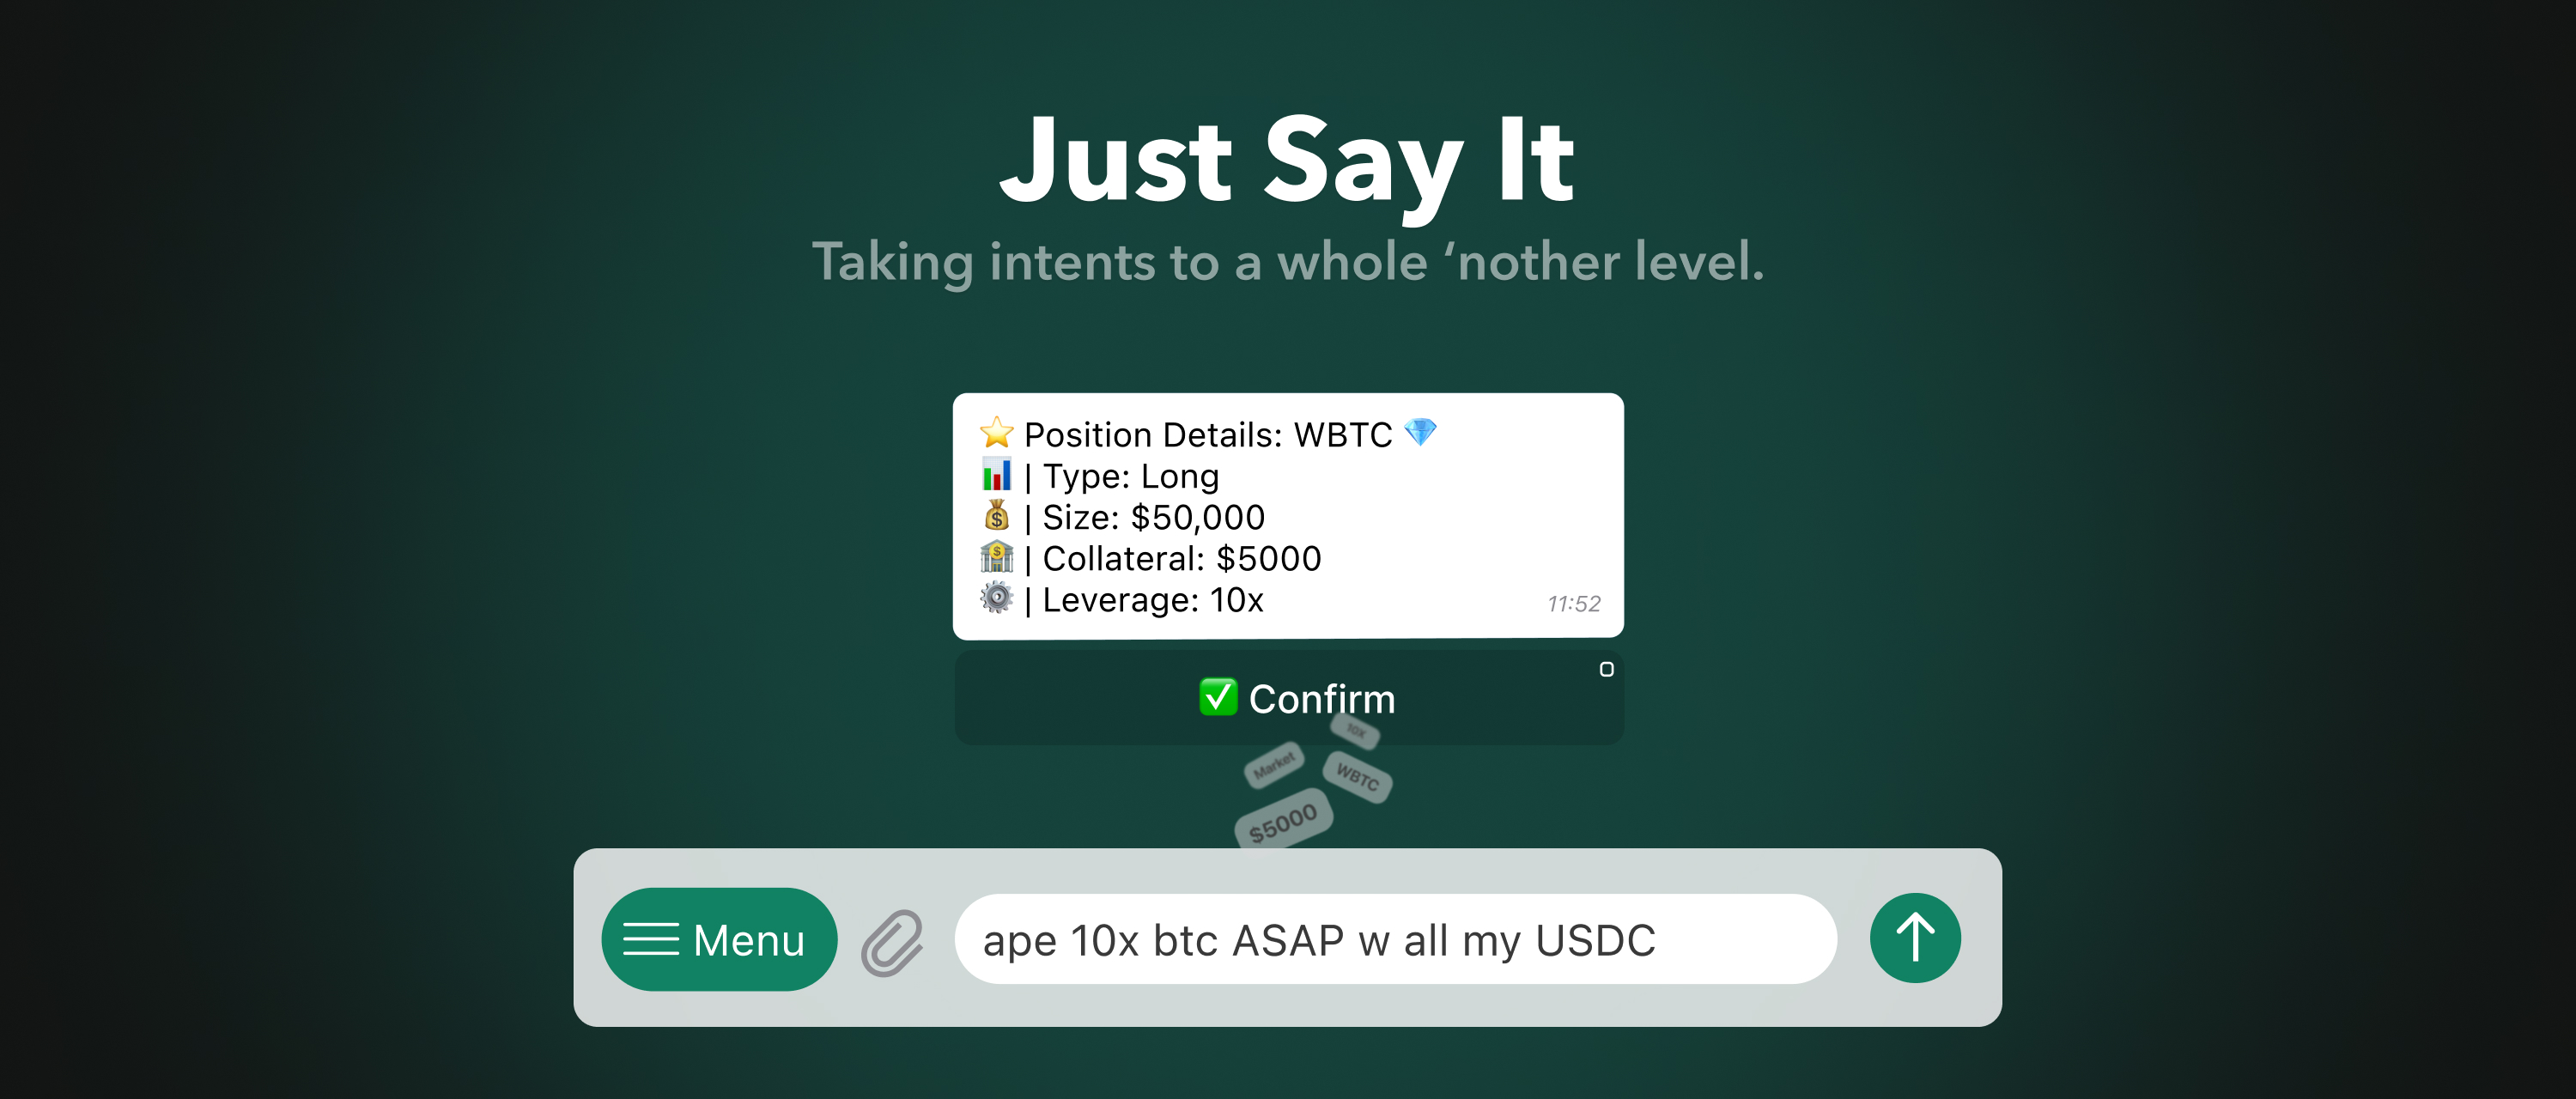 Just Say It
Taking intents to a whole ‘nother level.
⭐ Position Details: WBTC 💎
📊 | Type: Long
💰 | Size: $50,000
🏦 | Collateral: $5000
⚙️ | Leverage: 10x
11:52
✅ Confirm
10X
Market
WBTC
$5000
Menu
ape 10x btc ASAP w all my USDC